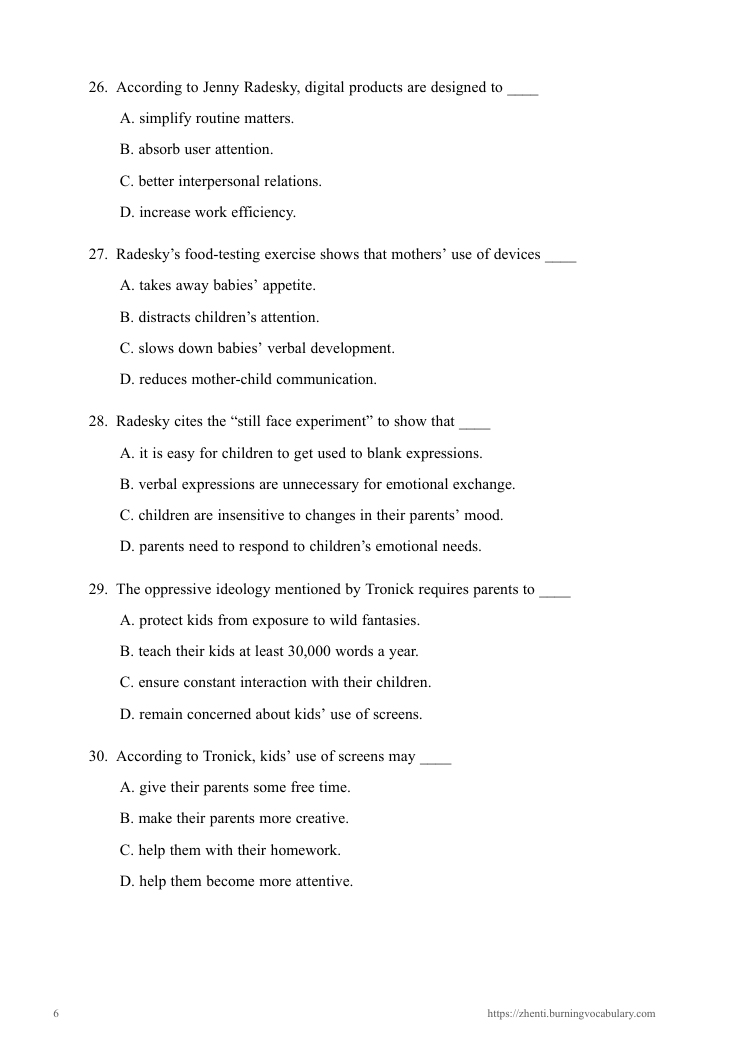 26. According to Jenny Radesky, digital products are designed to ____
A. simplify routine matters.
B. absorb user attention.
C. better interpersonal relations.
D. increase work efficiency.
27. Radesky’s food-testing exercise shows that mothers’ use of devices ____
A. takes away babies’ appetite.
B. distracts children’s attention.
C. slows down babies’ verbal development.
D. reduces mother-child communication.
28. Radesky cites the “still face experiment” to show that ____
A. it is easy for children to get used to blank expressions.
B. verbal expressions are unnecessary for emotional exchange.
C. children are insensitive to changes in their parents’ mood.
D. parents need to respond to children’s emotional needs.
29. The oppressive ideology mentioned by Tronick requires parents to ____
A. protect kids from exposure to wild fantasies.
B. teach their kids at least 30,000 words a year.
C. ensure constant interaction with their children.
D. remain concerned about kids’ use of screens.
30. According to Tronick, kids’ use of screens may ____
A. give their parents some free time.
B. make their parents more creative.
C. help them with their homework.
D. help them become more attentive.
6 https://zhenti.burningvocabulary.com